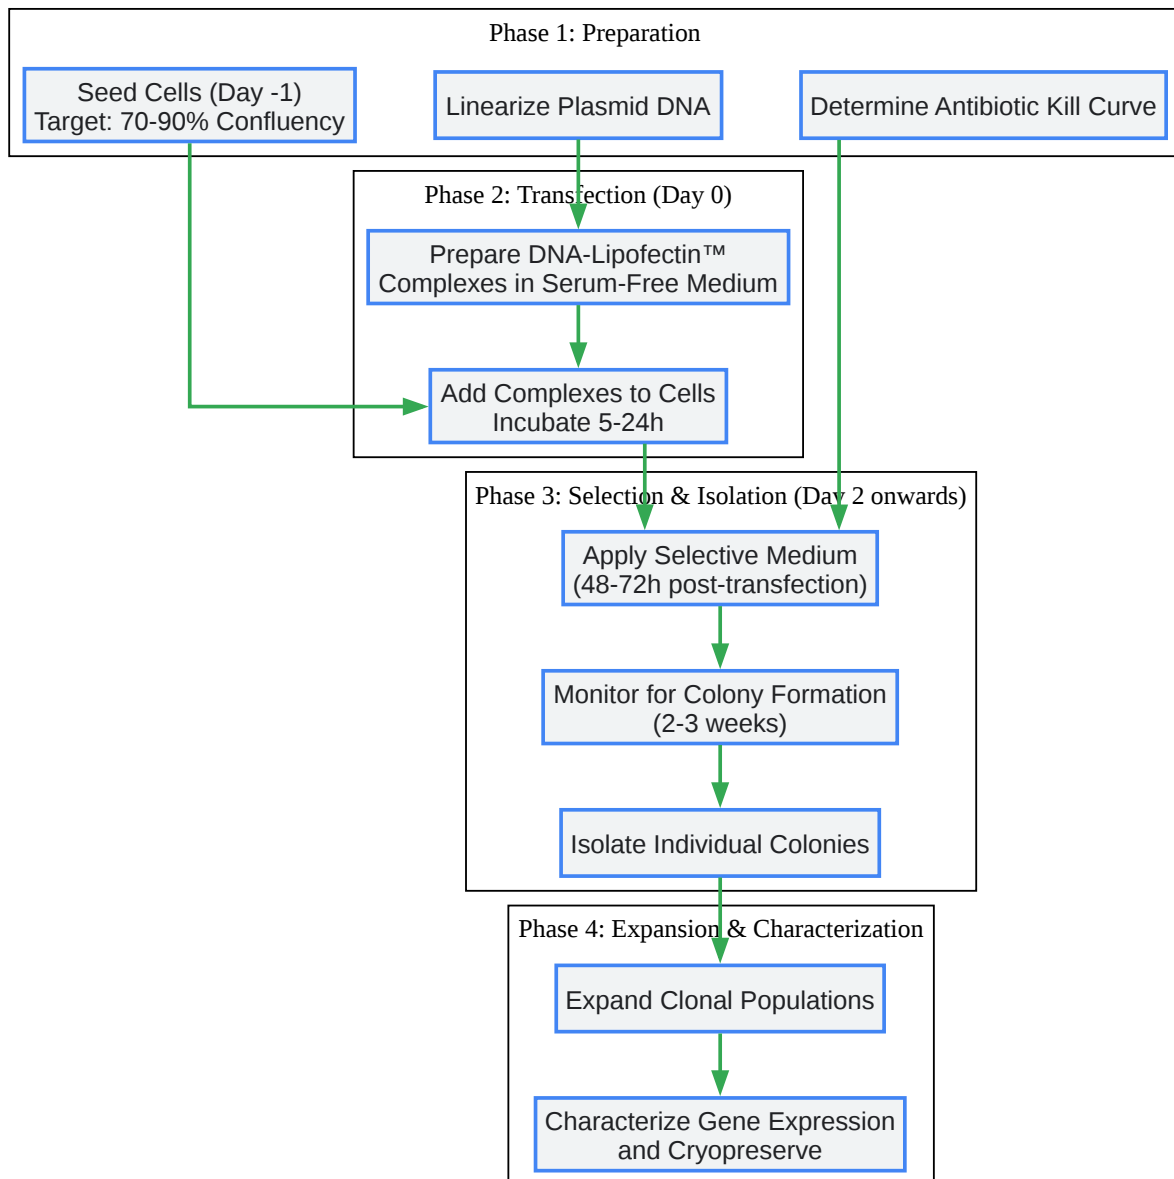 Phase 1: Preparation
Seed Cells (Day -1)
Target: 70-90% Confluency
Linearize Plasmid DNA
Determine Antibiotic Kill Curve
Phase 2: Transfection (Day 0)
Prepare DNA-Lipofectin™
Complexes in Serum-Free Medium
Add Complexes to Cells
Incubate 5-24h
Phase 3: Selection & Isolation (Day 2 onwards)
Apply Selective Medium
(48-72h post-transfection)
Monitor for Colony Formation
(2-3 weeks)
Isolate Individual Colonies
Phase 4: Expansion & Characterization
Expand Clonal Populations
Characterize Gene Expression
and Cryopreserve